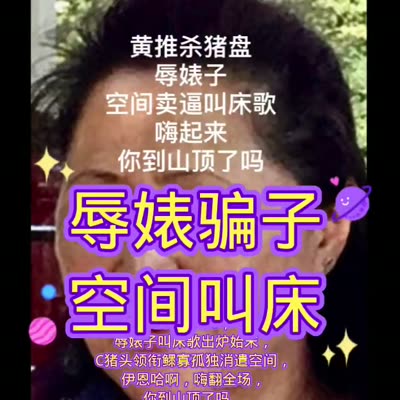 黄推杀猪盘
辱婊子
空间卖逼叫床歌
嗨起来
你到山顶了吗
辱婊骗子
空间叫床
辱婊子叫床歌出炉始末，
C猪头领衔鳏寡孤独消遣空间，
伊恩哈啊，嗨翻全场，
你到山顶了吗